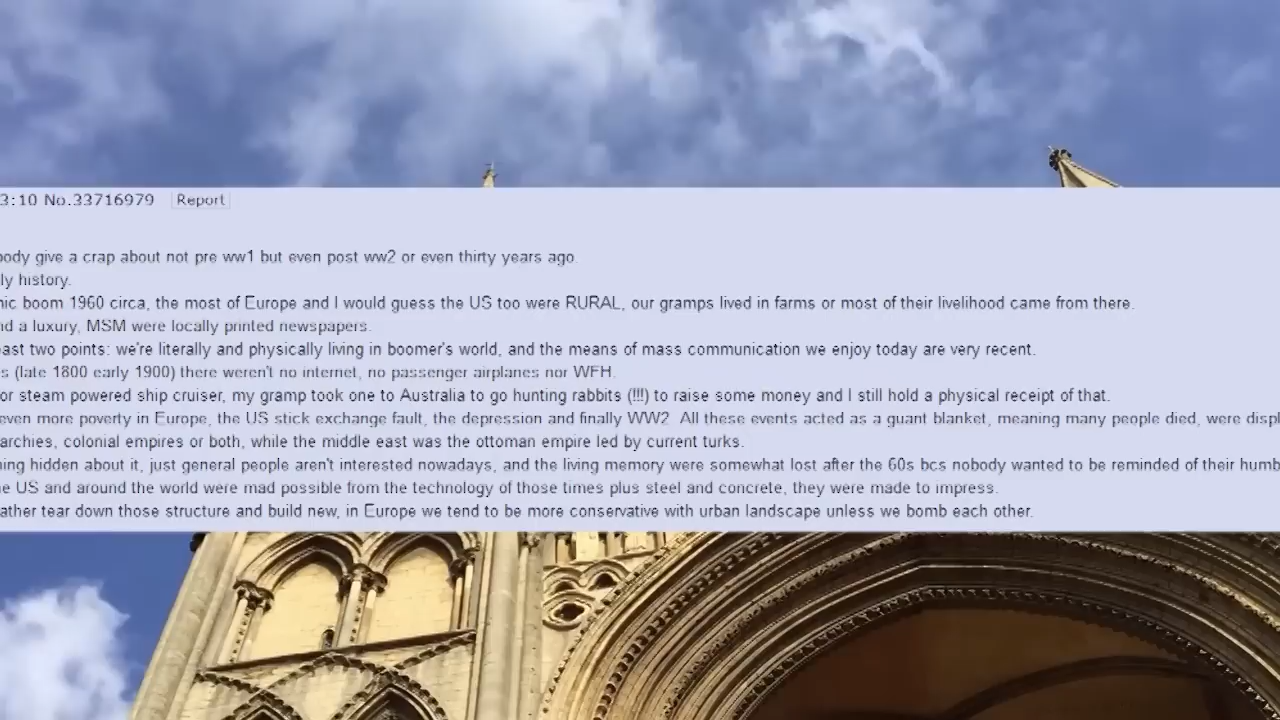 3:10 No.33716979 Report
body give a crap about not pre ww1 but even post ww2 or even thirty years ago.
ly history.
nic boom 1960 circa, the most of Europe and I would guess the US too were RURAL, our gramps lived in farms or most of their livelihood came from there.
nd a luxury, MSM were locally printed newspapers.
ast two points: we're literally and physically living in boomer's world, and the means of mass communication we enjoy today are very recent.
s (late 1800 early 1900) there weren't no internet, no passenger airplanes nor WFH.
or steam powered ship cruiser, my gramp took one to Australia to go hunting rabbits (!!!) to raise some money and I still hold a physical receipt of that.
even more poverty in Europe, the US stick exchange fault, the depression and finally WW2. All these events acted as a guant blanket, meaning many people died, were displ
archies, colonial empires or both, while the middle east was the ottoman empire led by current turks.
hing hidden about it, just general people aren't interested nowadays, and the living memory were somewhat lost after the 60s bcs nobody wanted to be reminded of their humb
e US and around the world were mad possible from the technology of those times plus steel and concrete, they were made to impress.
ather tear down those structure and build new, in Europe we tend to be more conservative with urban landscape unless we bomb each other.